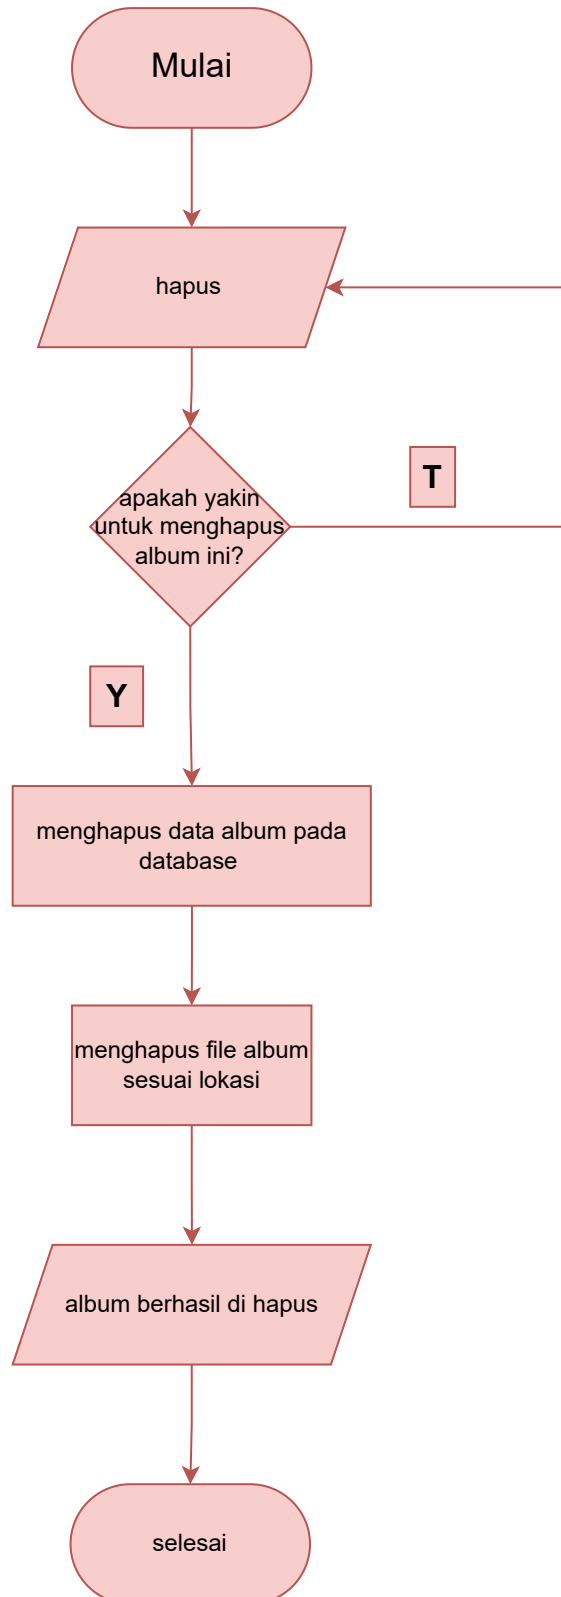 Mulai
hapus
apakah yakin
untuk menghapus
album ini?
T
Y
menghapus data album pada
database
menghapus file album
sesuai lokasi
album berhasil di hapus
selesai